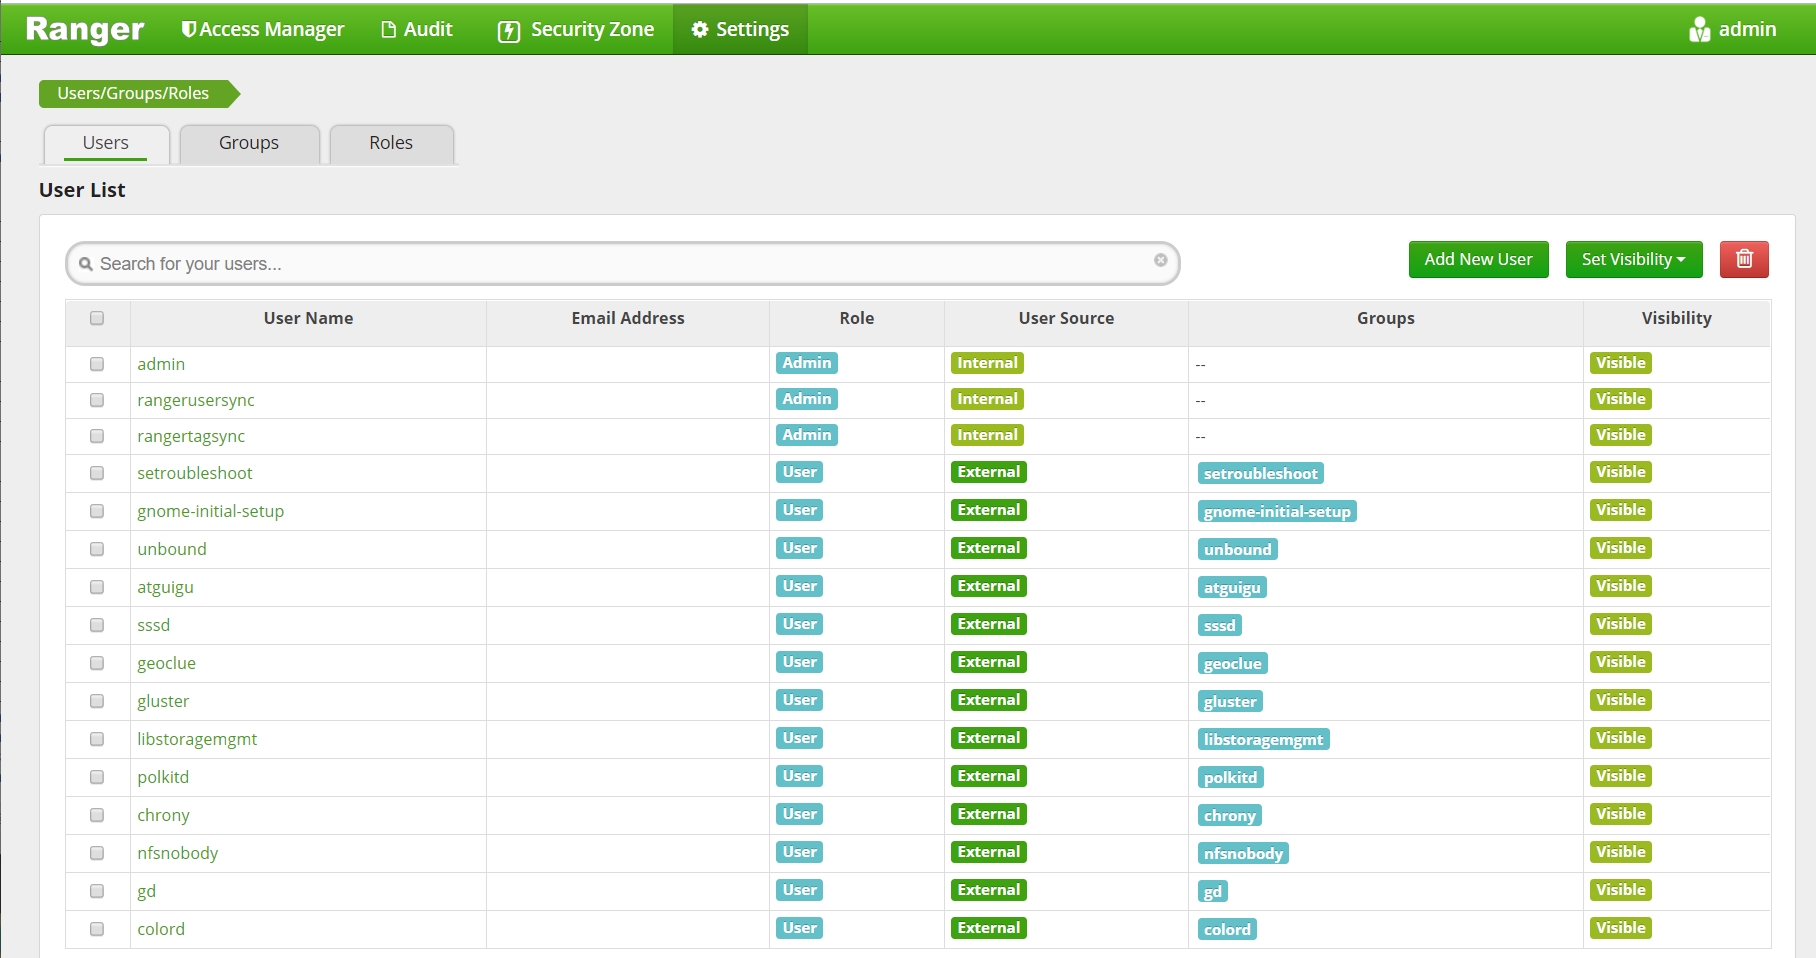 Ranger Access Manager Audit Security Zone Settings admin
Users/Groups/Roles
Users Groups Roles
User List
Search for your users... Add New User Set Visibility
User Name Email Address Role User Source Groups Visibility
admin Admin Internal -- Visible
rangerusersync Admin Internal -- Visible
rangertagsync Admin Internal -- Visible
setroubleshoot User External setroubleshoot Visible
gnome-initial-setup User External gnome-initial-setup Visible
unbound User External unbound Visible
atguigu User External atguigu Visible
sssd User External sssd Visible
geoclue User External geoclue Visible
gluster User External gluster Visible
libstoragemgmt User External libstoragemgmt Visible
polkitd User External polkitd Visible
chrony User External chrony Visible
nfsnobody User External nfsnobody Visible
gd User External gd Visible
colord User External colord Visible